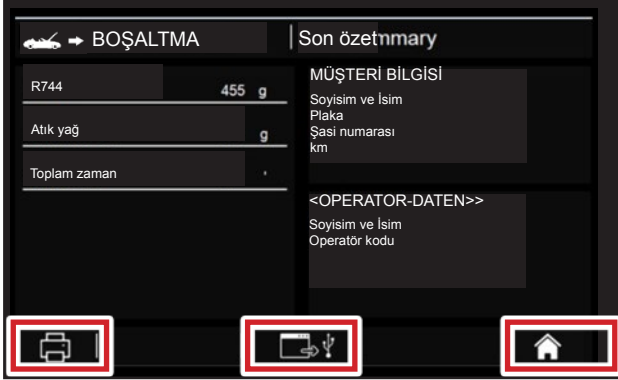 BOŞALTMA
Son özetmmary
R744 455 g
Atık yağ g
Toplam zaman '
MÜŞTERİ BİLGİSİ
Soyisim ve İsim
Plaka
Şasi numarası
km
<OPERATOR-DATEN>>
Soyisim ve İsim
Operatör kodu